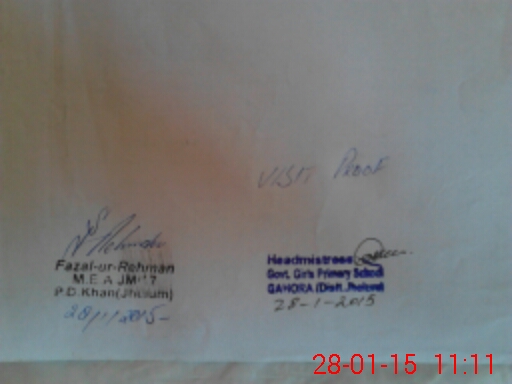 VISIT PROOF
Rehman
Fazal-ur-Rehman
M.E.A JM-17
P.D.Khan(Jhelum)
28/1/2015-
Headmistress
Govt. Girls Primary School
GAHORA (Distt. Jhelum)
28-1-2015
28-01-15 11:11